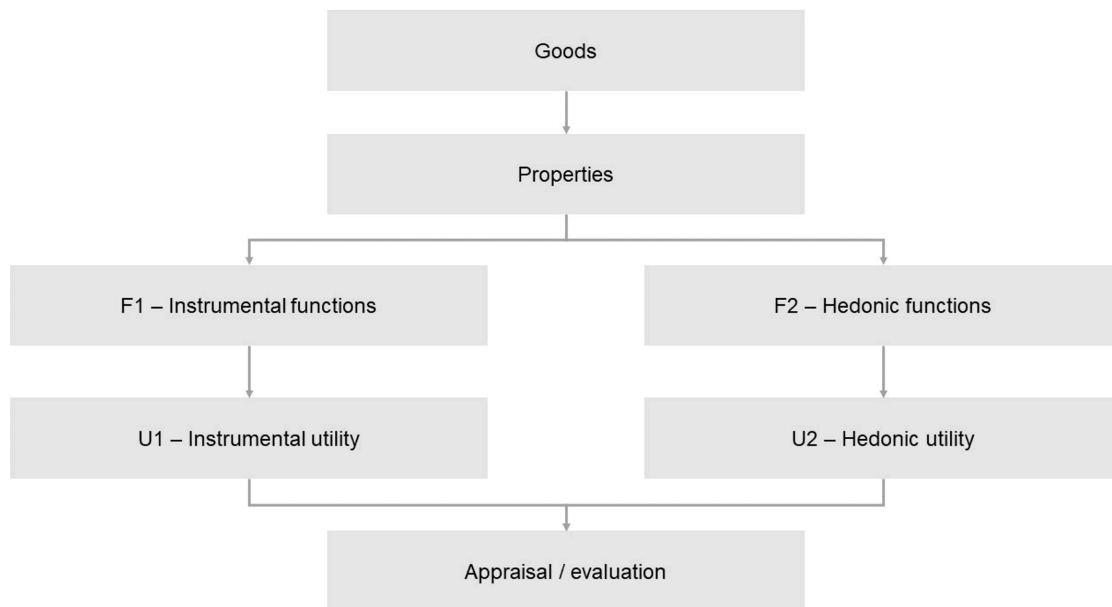 Goods
Properties
F1 – Instrumental functions
F2 – Hedonic functions
U1 – Instrumental utility
U2 – Hedonic utility
Appraisal / evaluation